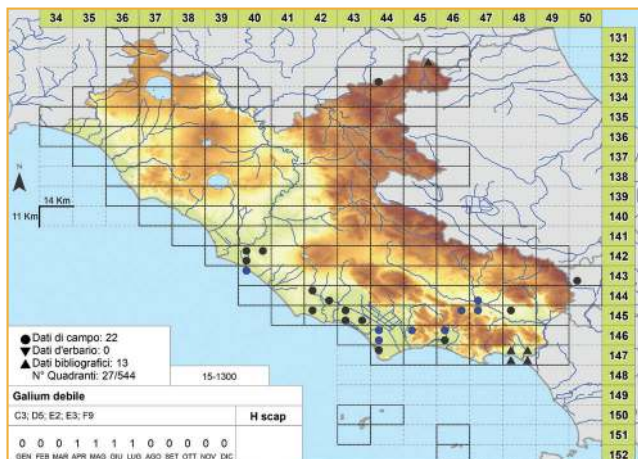 34 35 36 37 38 39 40 41 42 43 44 45 46 47 48 49 50
131
132
133
134
135
136
137
138
139
140
141
142
143
144
145
146
147
148
149
150
151
152
N
14 Km
11 Km
Dati di campo: 22
Dati d'erbario: 0
Dati bibliografici: 13
N° Quadranti: 27/544
15-1300
Galium debile
C3; D5; E2; E3; F9
H scap
0 0 0 1 1 1 1 0 0 0 0 0
GEN FEB MAR APR MAG GIU LUG AGO SET OTT NOV DIC